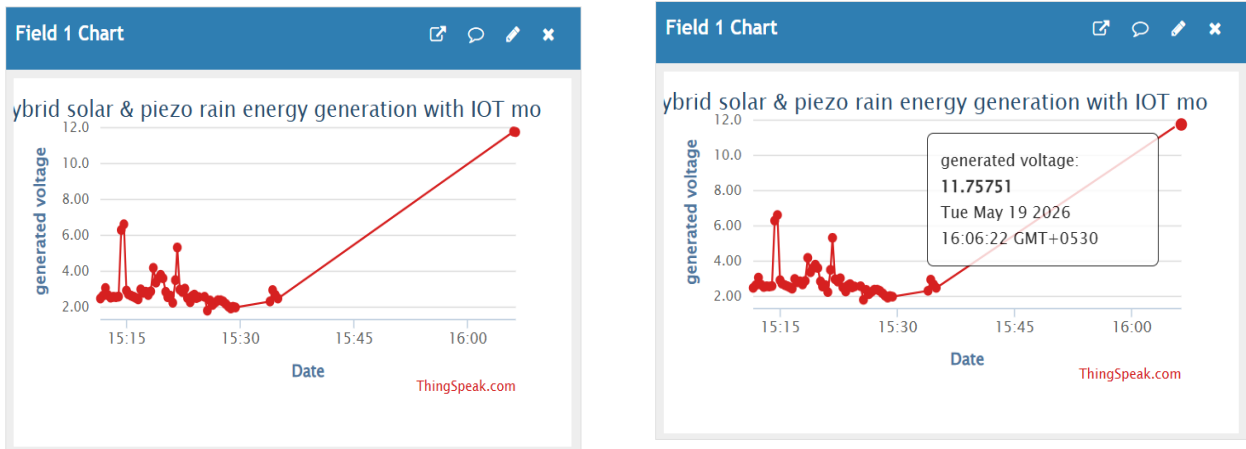 Field 1 Chart
ybrid solar & piezo rain energy generation with IOT mo
generated voltage
12.0
10.0
8.00
6.00
4.00
2.00
15:15
15:30
15:45
16:00
Date
ThingSpeak.com
Field 1 Chart
ybrid solar & piezo rain energy generation with IOT mo
generated voltage
12.0
10.0
8.00
6.00
4.00
2.00
generated voltage:
11.75751
Tue May 19 2026
16:06:22 GMT+0530
15:15
15:30
15:45
16:00
Date
ThingSpeak.com